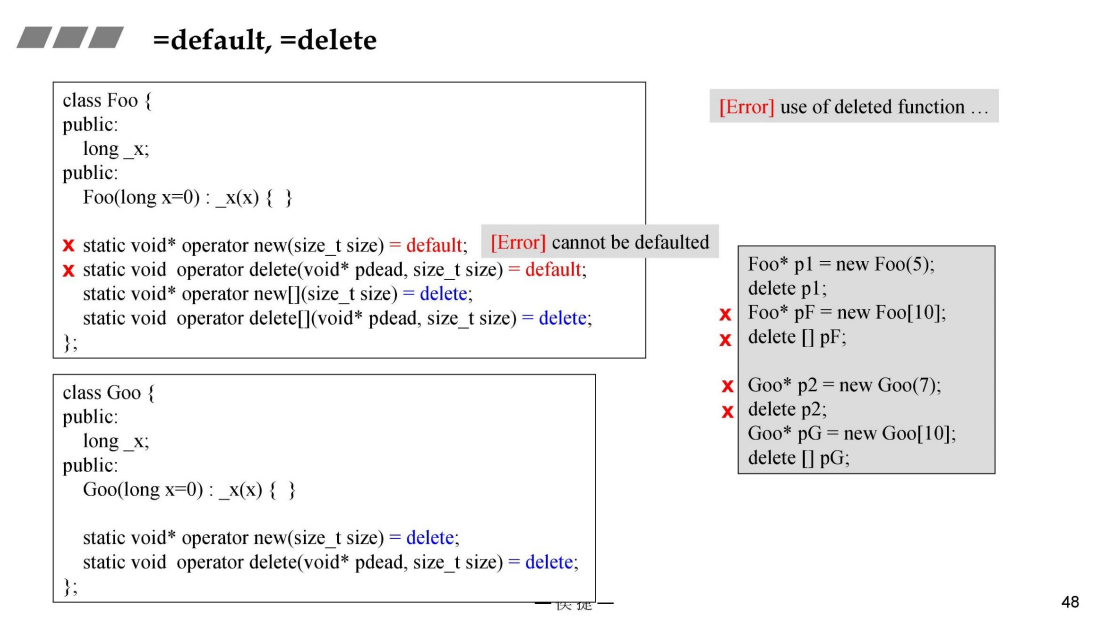 =default, =delete
class Foo {
public:
long _x;
public:
Foo(long x=0) : _x(x) { }
x static void* operator new(size_t size) = default;
x static void operator delete(void* pdead, size_t size) = default;
static void* operator new[](size_t size) = delete;
static void operator delete[](void* pdead, size_t size) = delete;
};
[Error] cannot be defaulted
class Goo {
public:
long _x;
public:
Goo(long x=0) : _x(x) { }
static void* operator new(size_t size) = delete;
static void operator delete(void* pdead, size_t size) = delete;
};
[Error] use of deleted function …
Foo* p1 = new Foo(5);
delete p1;
x Foo* pF = new Foo[10];
x delete [] pF;
x Goo* p2 = new Goo(7);
x delete p2;
Goo* pG = new Goo[10];
delete [] pG;
48